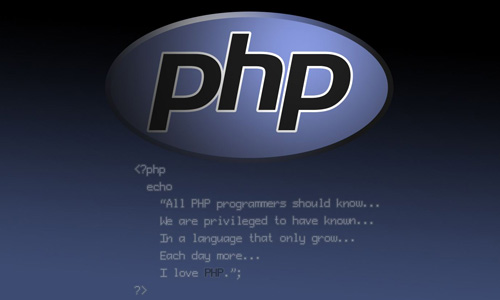 php
<?php
echo
“All PHP programmers should know...
We are privileged to have known...
In a language that only grow...
Each day more...
I love PHP.”;
?>